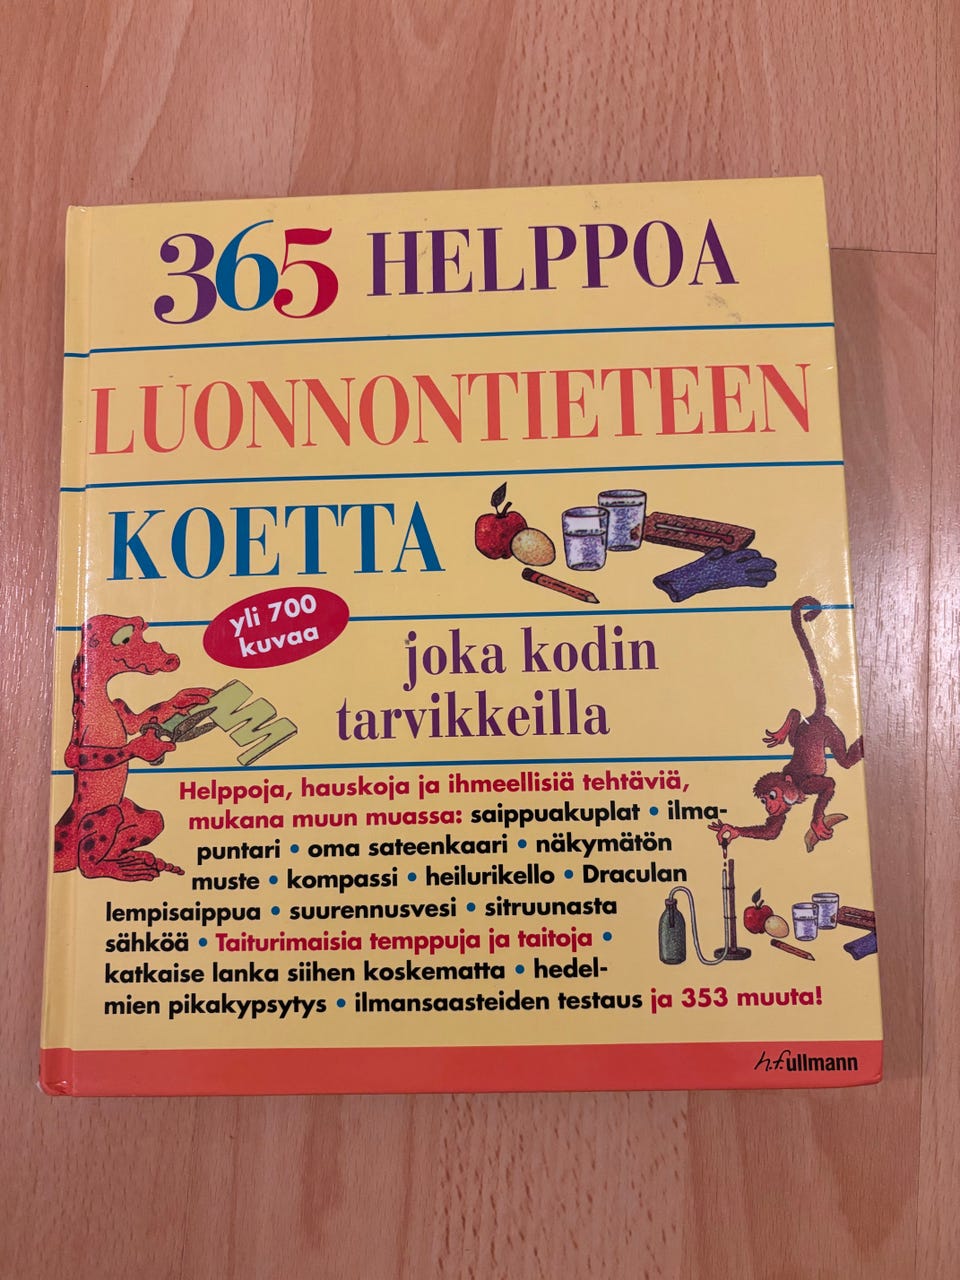 365 HELPPOA
LUONNONTIETEEN
KOETTA
yli 700
kuvaa
joka kodin
tarvikkeilla
Helppoja, hauskoja ja ihmeellisiä tehtäviä,
mukana muun muassa: saippuakuplat • ilma-
puntari • oma sateenkaari • näkymätön
muste • kompassi • heilurikello • Draculan
lempisaippua • suurennusvesi • sitruunasta
sähköä • Taiturimaisia temppuja ja taitoja •
katkaise lanka siihen koskematta • hedel-
mien pikakypsytys • ilmansaasteiden testaus ja 353 muuta!
h.f.ullmann